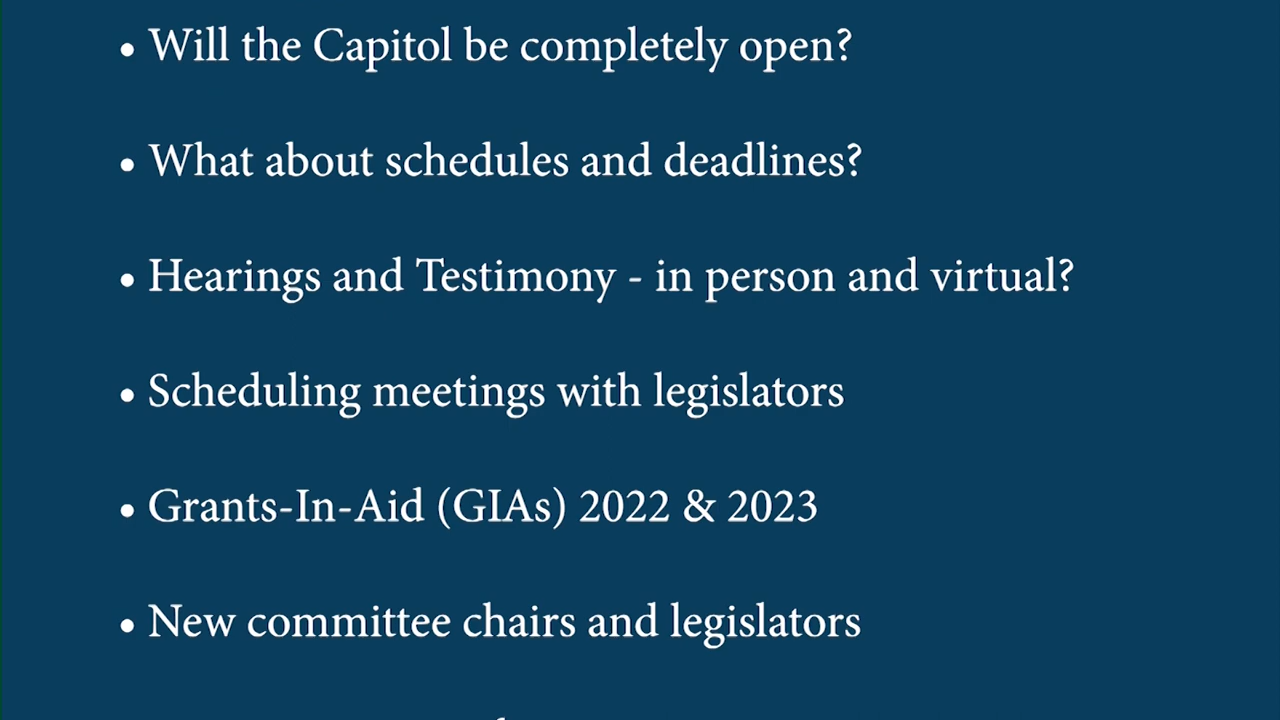 • Will the Capitol be completely open?
• What about schedules and deadlines?
• Hearings and Testimony - in person and virtual?
• Scheduling meetings with legislators
• Grants-In-Aid (GIAs) 2022 & 2023
• New committee chairs and legislators